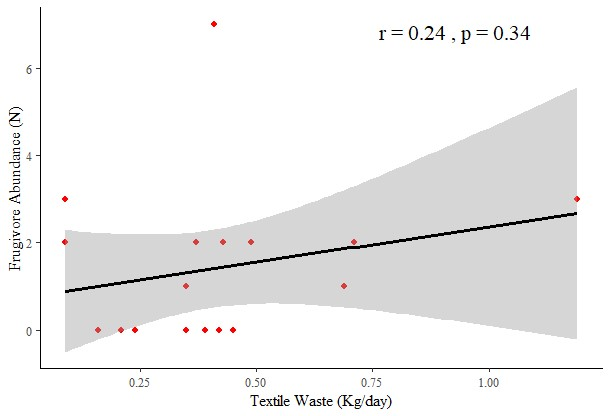 r = 0.24 , p = 0.34
Frugivore Abundance (N)
6
4
2
0
0.25
0.50
0.75
1.00
Textile Waste (Kg/day)